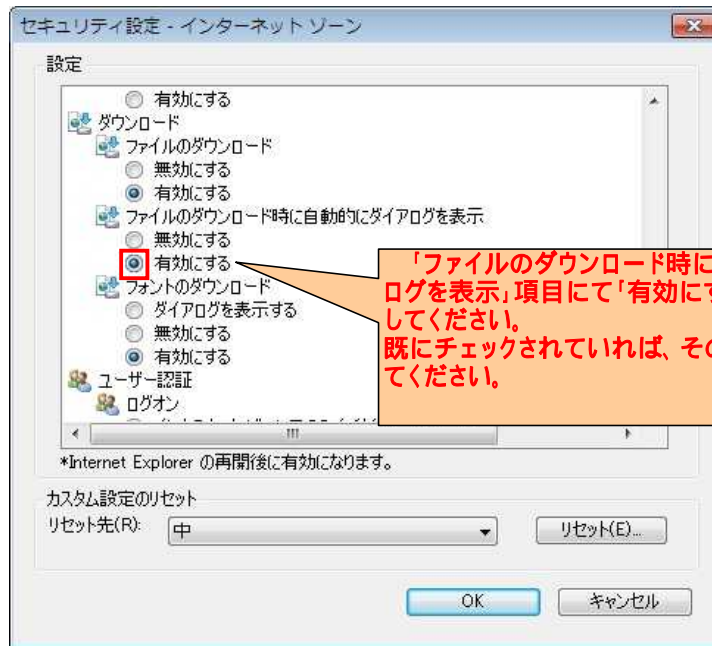 セキュリティ設定 - インターネット ゾーン
設定
有効にする
ダウンロード
ファイルのダウンロード
無効にする
有効にする
ファイルのダウンロード時に自動的にダイアログを表示
無効にする
有効にする
「ファイルのダウンロード時に
ログを表示」項目にて「有効にす
してください。
既にチェックされていれば、その
てください。
フォントのダウンロード
ダイアログを表示する
無効にする
有効にする
ユーザー認証
ログオン
*Internet Explorer の再開後に有効になります。
カスタム設定のリセット
リセット先(R):
中
リセット(E)...
OK
キャンセル